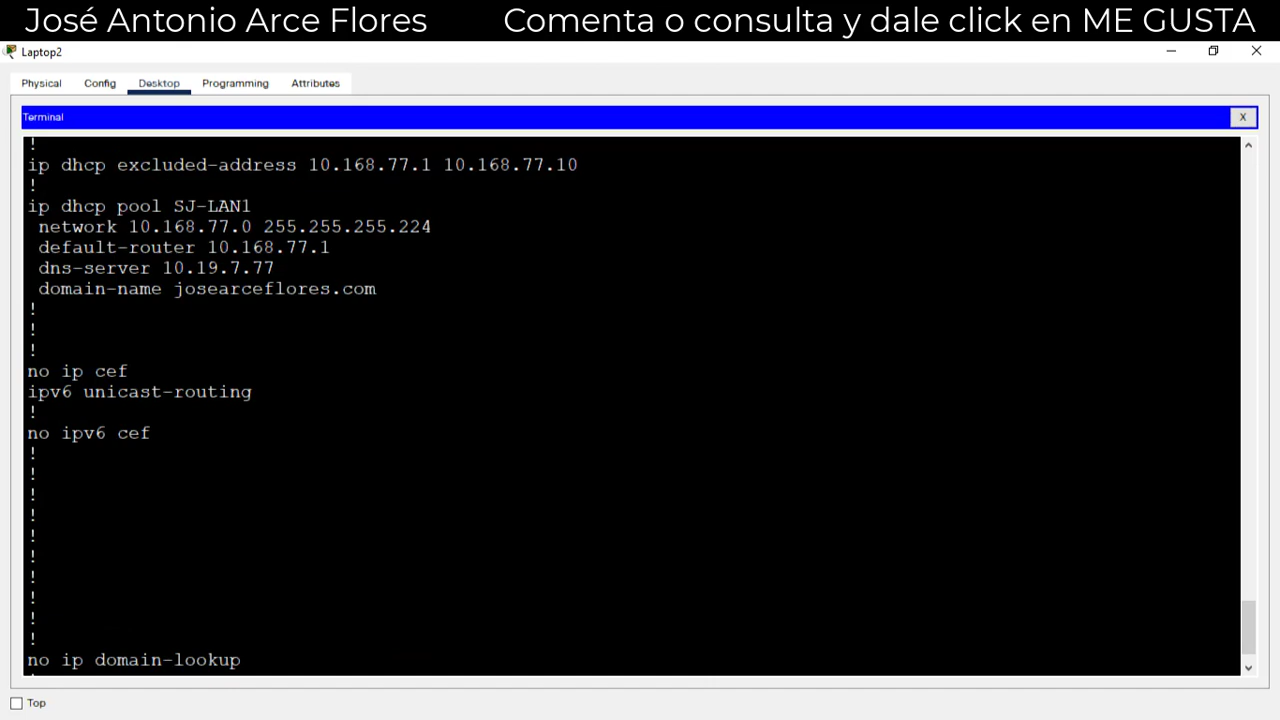 José Antonio Arce Flores Comenta o consulta y dale click en ME GUSTA
Laptop2
Physical Config Desktop Programming Attributes
Terminal X
!
ip dhcp excluded-address 10.168.77.1 10.168.77.10
!
ip dhcp pool SJ-LAN1
network 10.168.77.0 255.255.255.224
default-router 10.168.77.1
dns-server 10.19.7.77
domain-name josearceflores.com
!
!
!
no ip cef
ipv6 unicast-routing
!
no ipv6 cef
!
!
!
!
!
!
!
!
!
!
no ip domain-lookup
!
Top